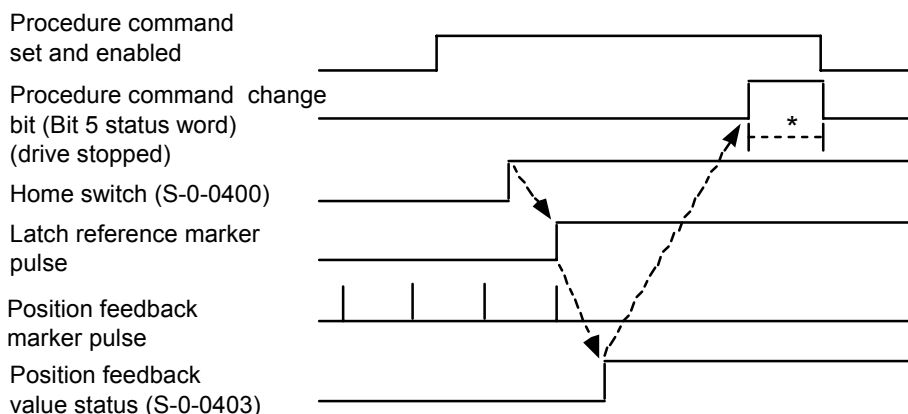 Procedure command
set and enabled
Procedure command change
bit (Bit 5 status word)
(drive stopped)
*
Home switch (S-0-0400)
Latch reference marker
pulse
Position feedback
marker pulse
Position feedback
value status (S-0-0403)